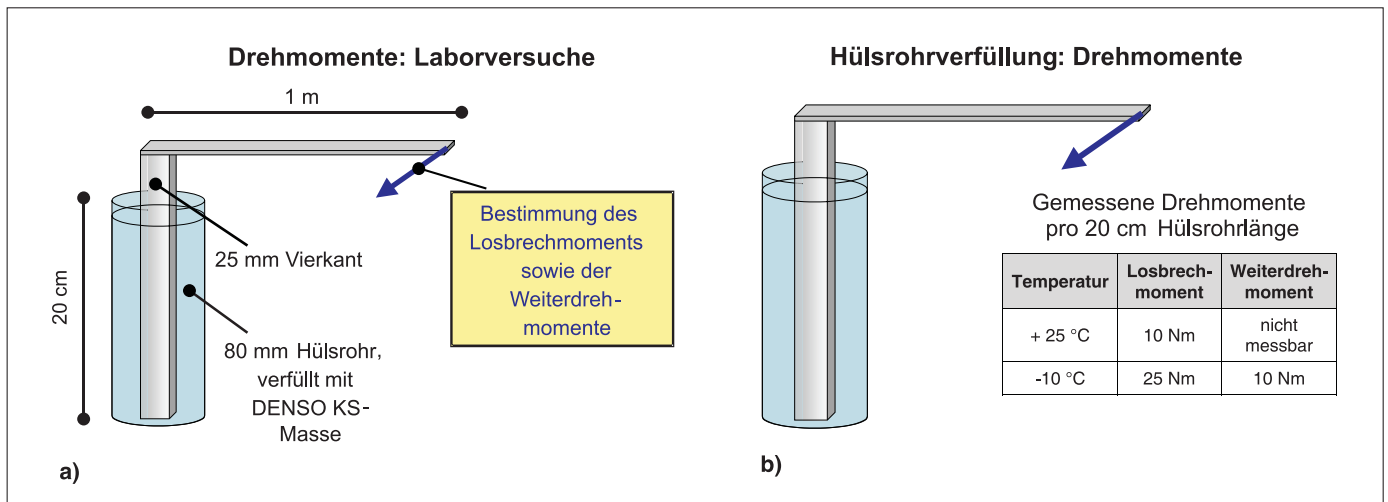 Drehmomente: Laborversuche
1 m
20 cm
25 mm Vierkant
80 mm Hülsrohr,
verfüllt mit
DENSO KS-
Masse
Bestimmung des
Losbrechmoments
sowie der
Weiterdreh-
momente
a)
Hülsrohrverfüllung: Drehmomente
Gemessene Drehmomente
pro 20 cm Hülsrohrlänge
Temperatur Losbrech-moment Weiterdreh-moment
+ 25 °C 10 Nm nicht messbar
-10 °C 25 Nm 10 Nm
b)